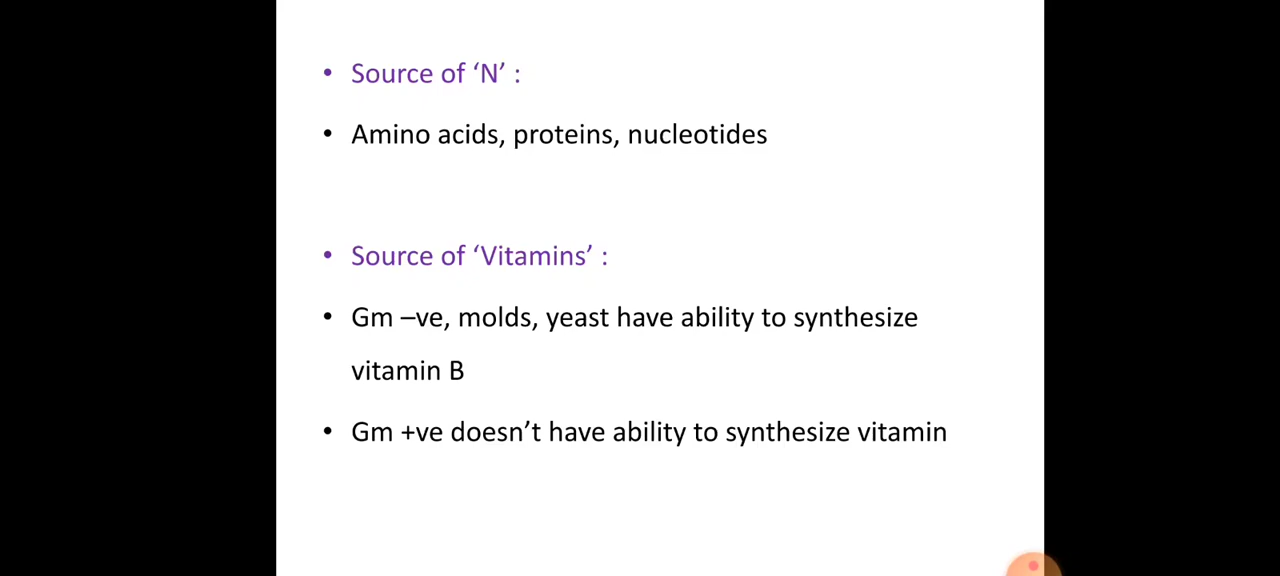 • Source of ‘N’ :
• Amino acids, proteins, nucleotides
• Source of ‘Vitamins’ :
• Gm –ve, molds, yeast have ability to synthesize
vitamin B
• Gm +ve doesn’t have ability to synthesize vitamin